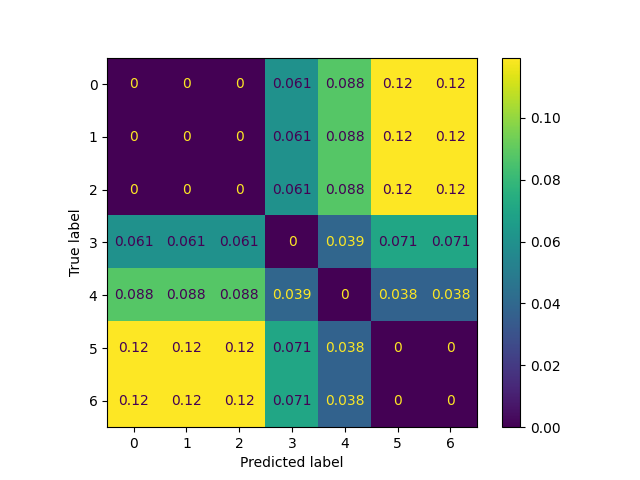 0 0 0 0 0.061 0.088 0.12 0.12
1 0 0 0 0.061 0.088 0.12 0.12
2 0 0 0 0.061 0.088 0.12 0.12
3 0.061 0.061 0.061 0 0.039 0.071 0.071
4 0.088 0.088 0.088 0.039 0 0.038 0.038
5 0.12 0.12 0.12 0.071 0.038 0 0
6 0.12 0.12 0.12 0.071 0.038 0 0
0 1 2 3 4 5 6
True label
Predicted label
0.10
0.08
0.06
0.04
0.02
0.00